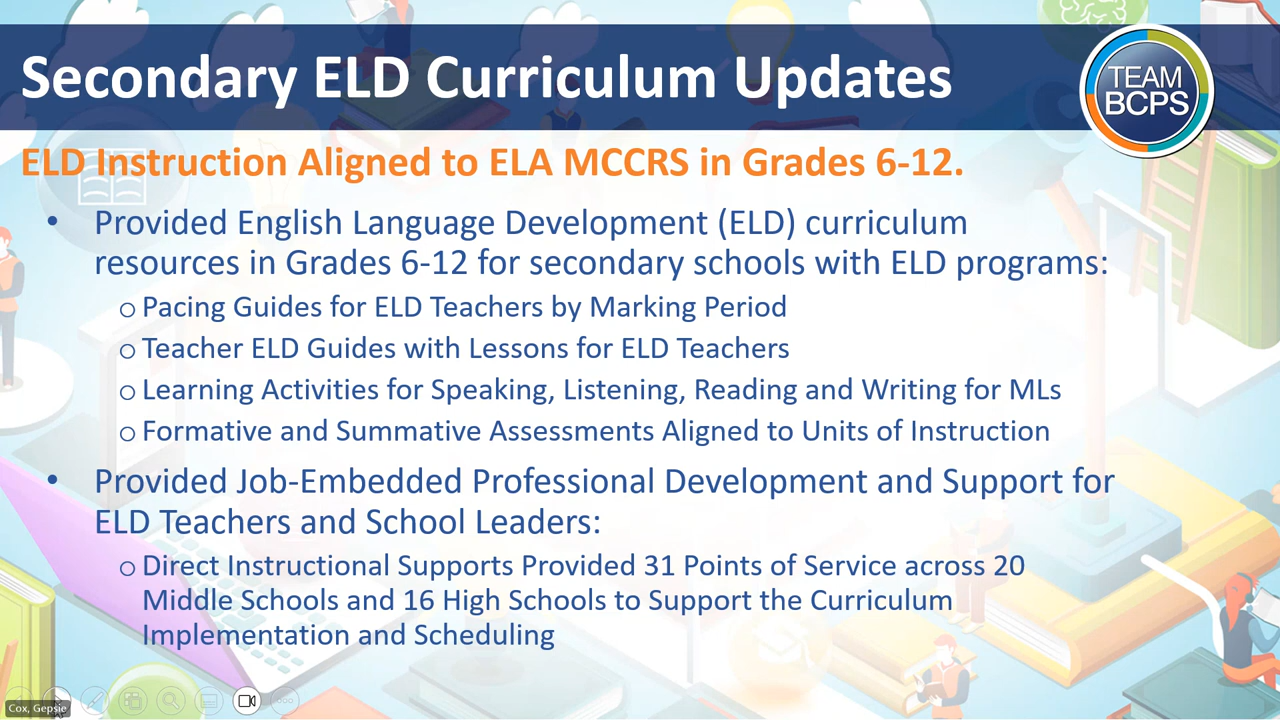 Secondary ELD Curriculum Updates
TEAM
BCPS
ELD Instruction Aligned to ELA MCCRS in Grades 6-12.
• Provided English Language Development (ELD) curriculum
resources in Grades 6-12 for secondary schools with ELD programs:
o Pacing Guides for ELD Teachers by Marking Period
o Teacher ELD Guides with Lessons for ELD Teachers
o Learning Activities for Speaking, Listening, Reading and Writing for MLs
o Formative and Summative Assessments Aligned to Units of Instruction
• Provided Job-Embedded Professional Development and Support for
ELD Teachers and School Leaders:
o Direct Instructional Supports Provided 31 Points of Service across 20
Middle Schools and 16 High Schools to Support the Curriculum
Implementation and Scheduling
Cox, Gepsie